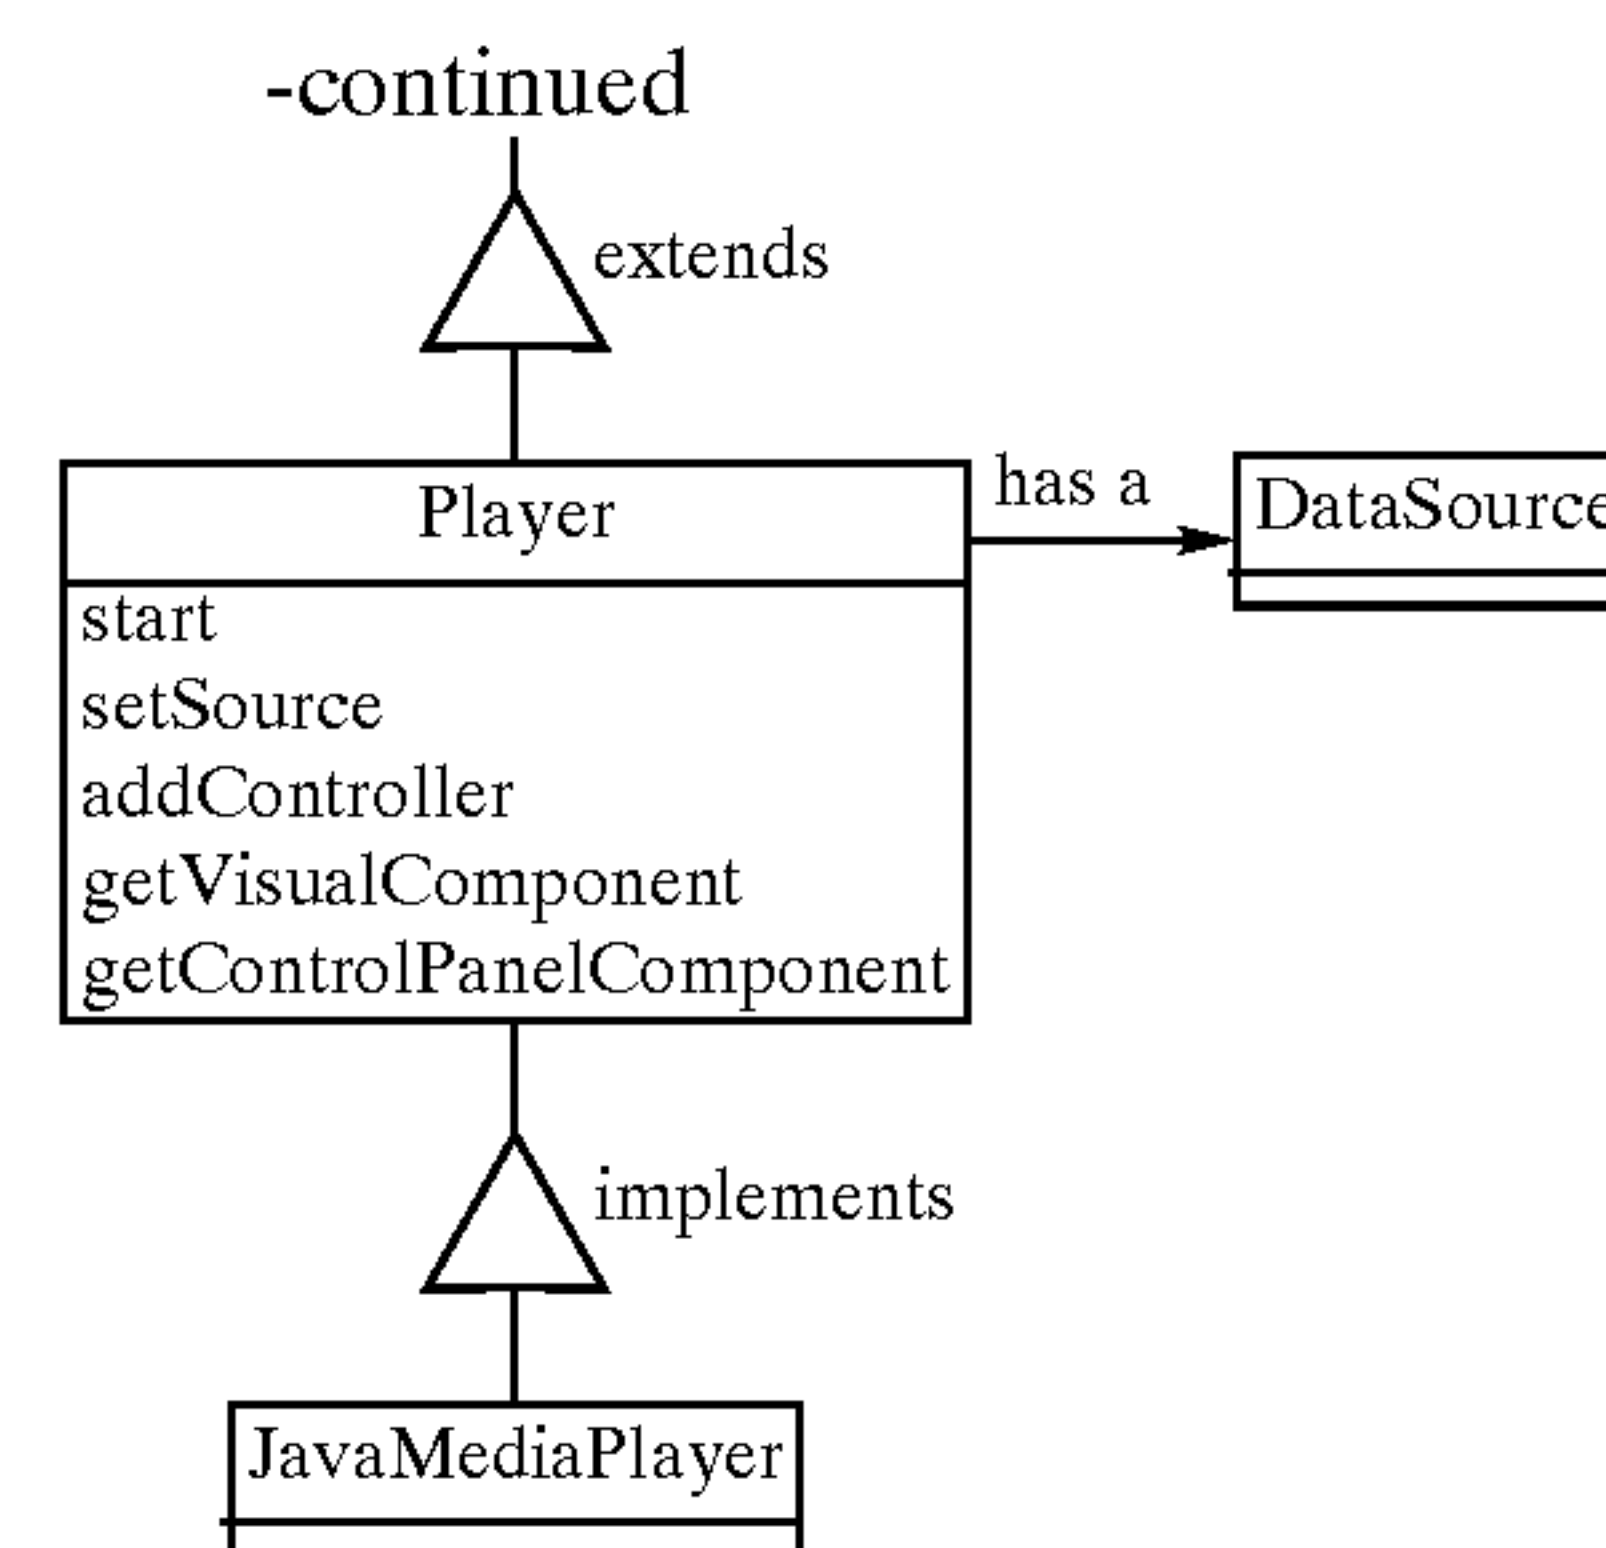 -continued
extends
has a
Player
DataSource
start
setSource
addController
getVisualComponent
getControlPanelComponent
implements
JavaMediaPlayer